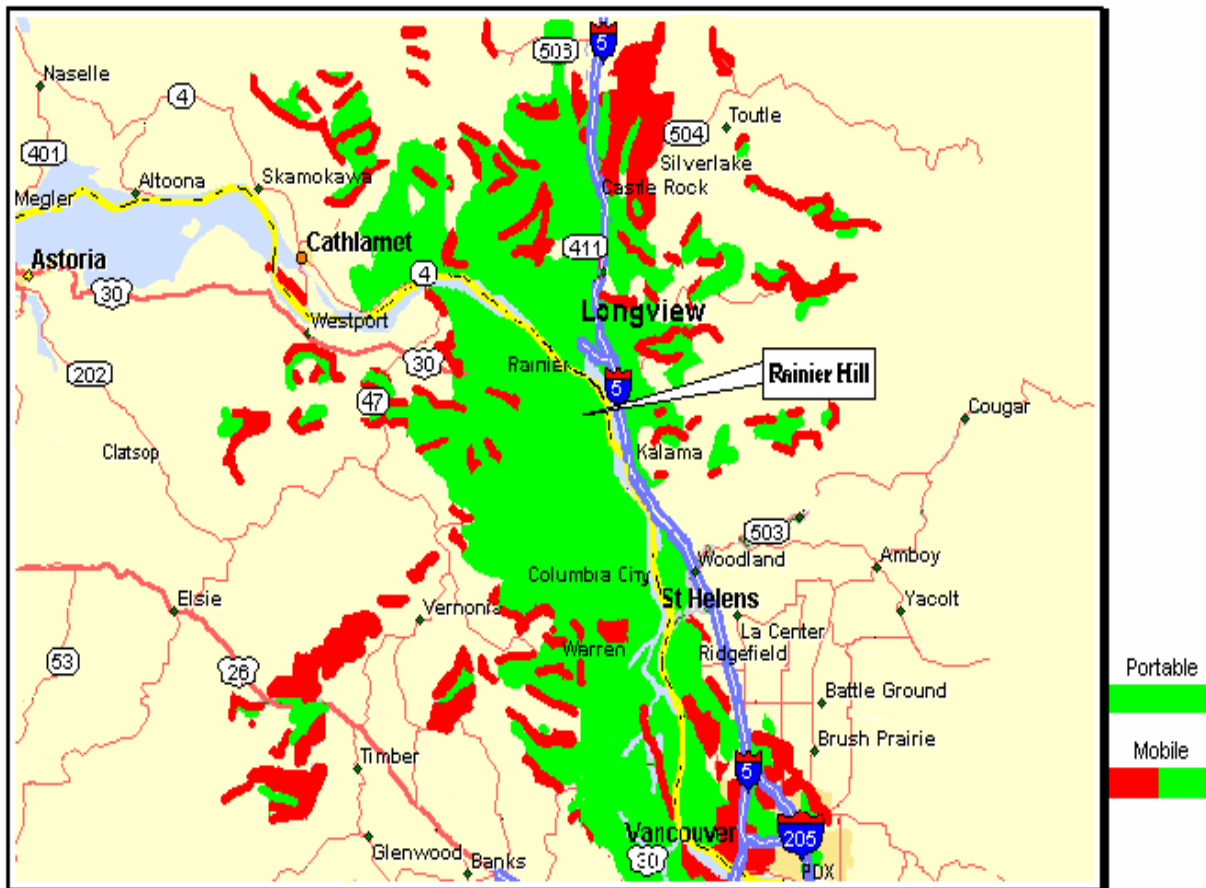 503
5
Naselle
4
Toutle
504
401
Silverlake
Altoona
Skamokawa
Castle Rock
Megler
411
Cathlamet
Astoria
4
30
Longview
Westport
30
Rainier
Rainier Hill
202
5
47
Cougar
Clatsop
Kalama
503
Woodland
Amboy
Columbia City
Elsie
Vernonia
St Helens
Yacolt
La Center
Warren
Ridgefield
53
26
Portable
Battle Ground
Brush Prairie
Timber
Mobile
5
Vancouver
205
Glenwood
30
Banks
PDX